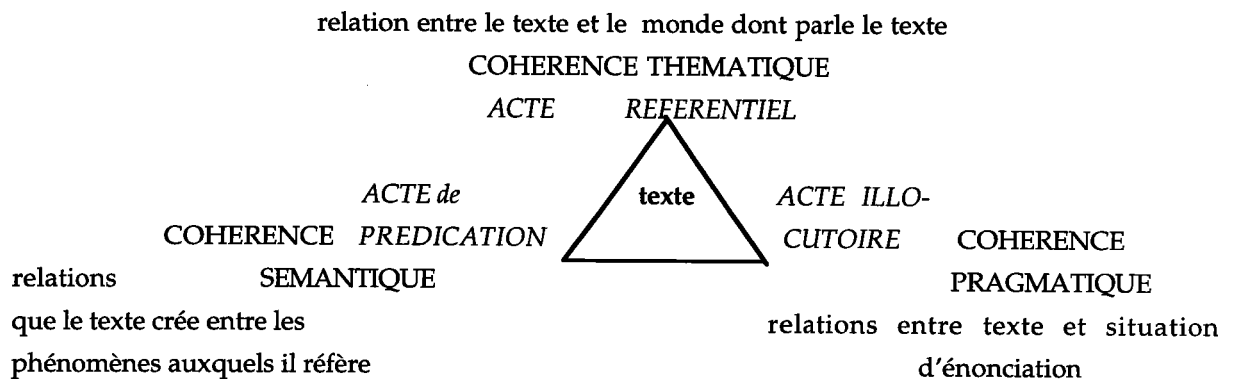 relation entre le texte et le monde dont parle le texte
COHERENCE THEMATIQUE
ACTE REFERENTIEL
texte
ACTE de
COHERENCE PREDICATION
relations SEMANTIQUE
que le texte crée entre les
phénomènes auxquels il réfère
ACTE ILLO-
CUTOIRE COHERENCE
PRAGMATIQUE
relations entre texte et situation
d'énonciation